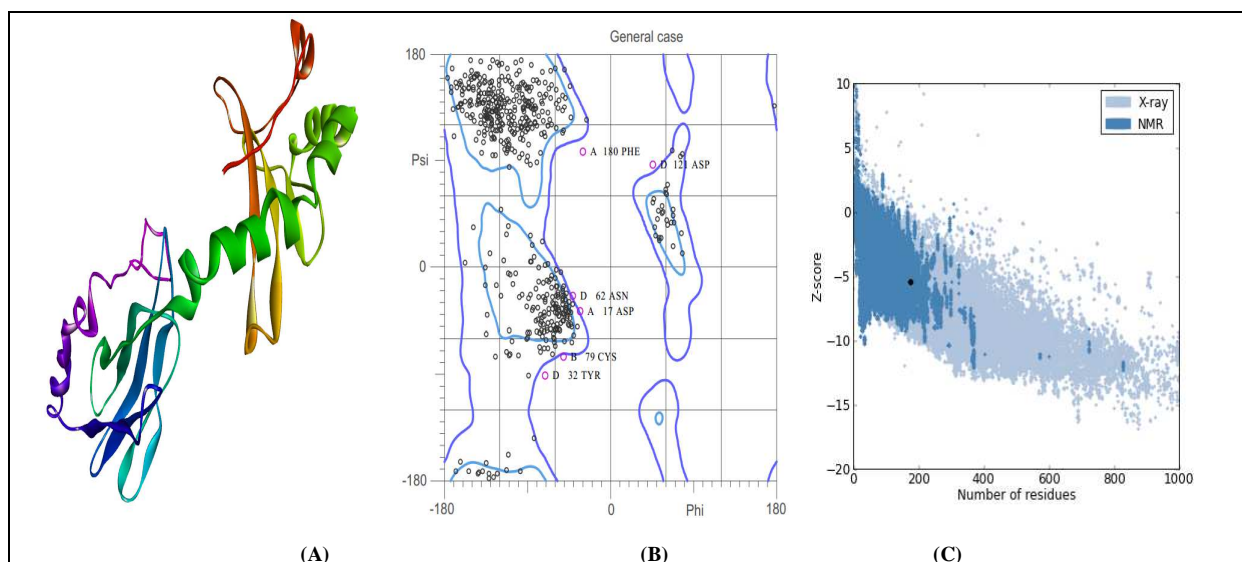 General case
180
Psi
0
-180
-180
0
Phi
180
A 180 PHE
D 121 ASP
D 62 ASN
A 17 ASP
B 79 CYS
D 32 TYR
10
5
0
−5
−10
−15
−20
Z-score
X-ray
NMR
0
200
400
600
800
1000
Number of residues
(A)
(B)
(C)